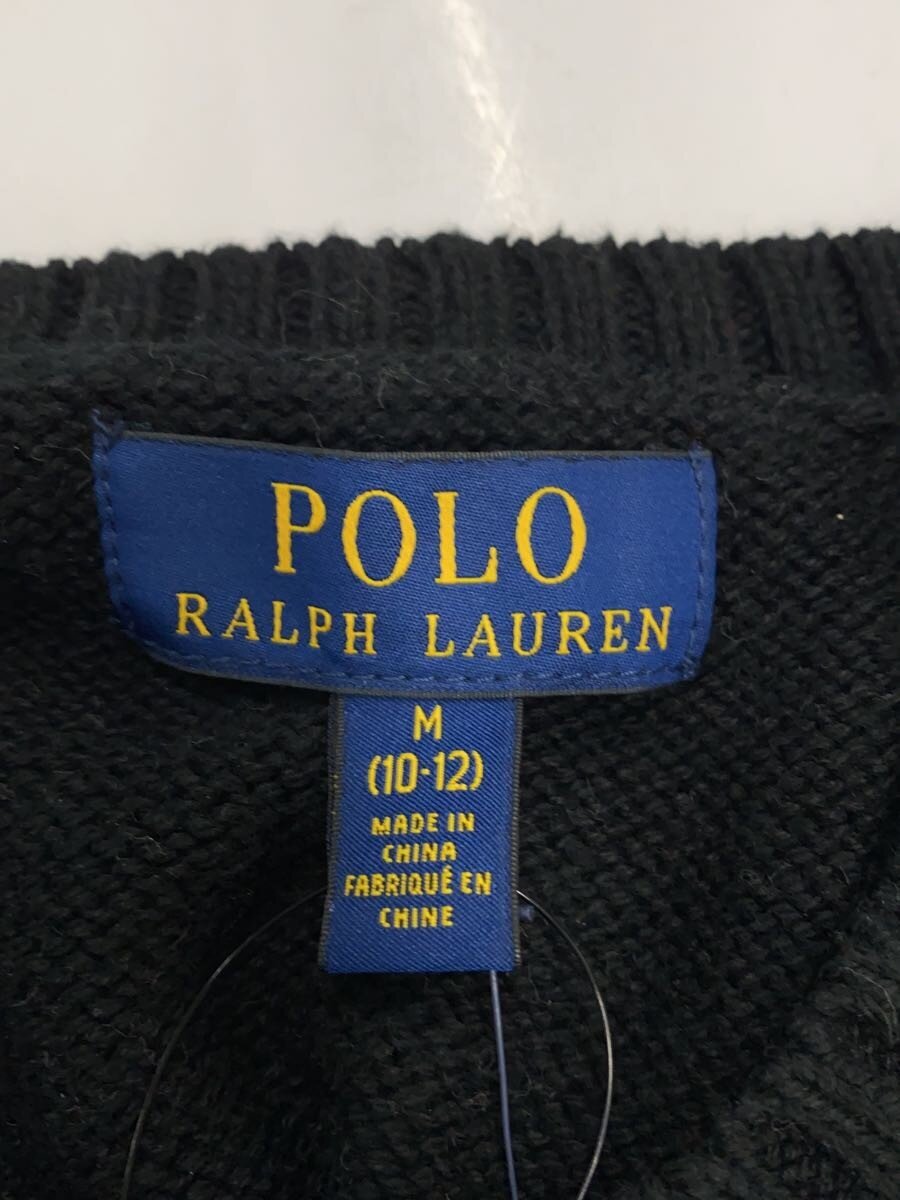 POLO
RALPH LAUREN
M
(10-12)
MADE IN
CHINA
FABRIQUÉ EN
CHINE